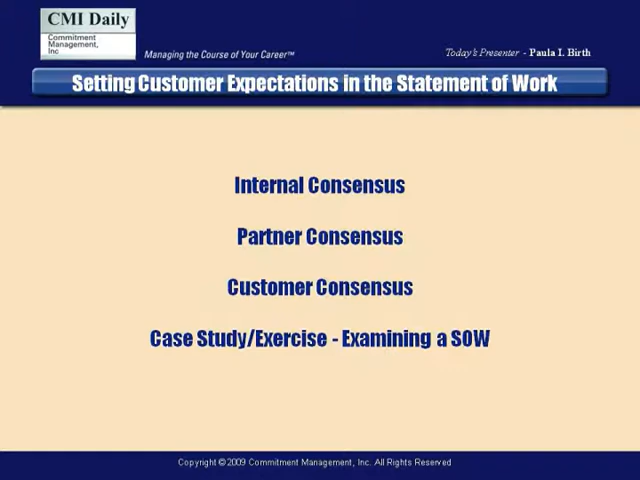 CMI Daily
Commitment
Management,
Inc
Managing the Course of Your Career™
Today's Presenter - Paula I. Birth
Setting Customer Expectations in the Statement of Work
Internal Consensus
Partner Consensus
Customer Consensus
Case Study/Exercise - Examining a SOW
Copyright ©2009 Commitment Management, Inc. All Rights Reserved